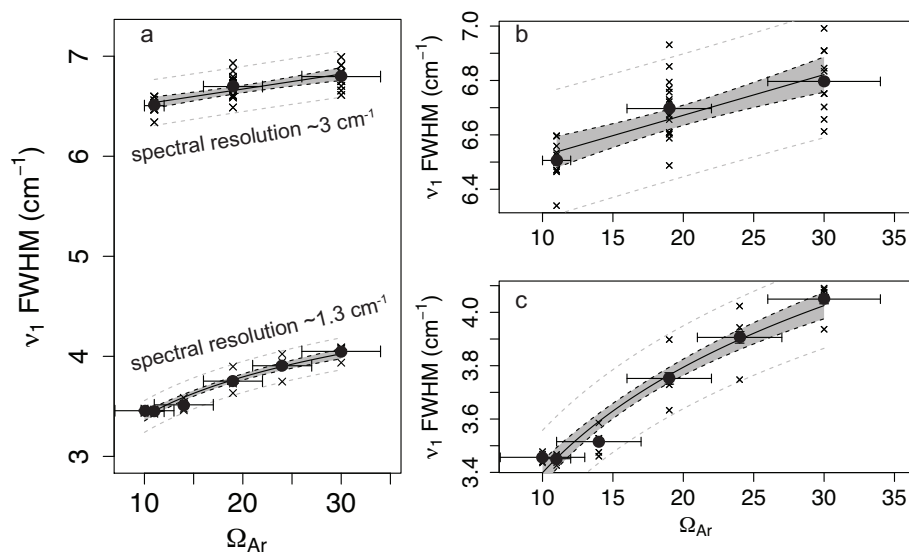 a
ν₁ FWHM (cm⁻¹)
7
6
5
4
3
spectral resolution ~3 cm⁻¹
spectral resolution ~1.3 cm⁻¹
10 15 20 25 30 35
Ω_Ar
b
ν₁ FWHM (cm⁻¹)
7.0
6.8
6.6
6.4
10 15 20 25 30 35
c
ν₁ FWHM (cm⁻¹)
4.0
3.8
3.6
3.4
10 15 20 25 30 35
Ω_Ar